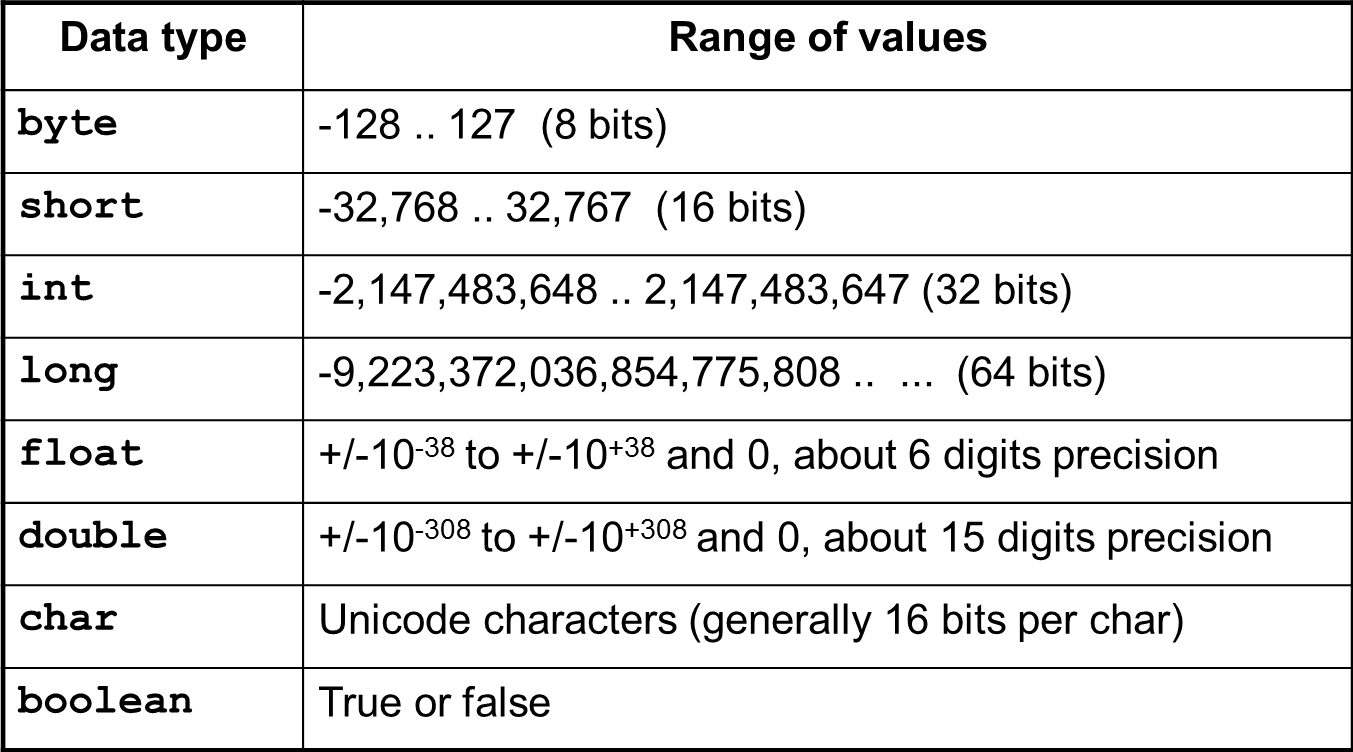 Data type Range of values
byte -128 .. 127 (8 bits)
short -32,768 .. 32,767 (16 bits)
int -2,147,483,648 .. 2,147,483,647 (32 bits)
long -9,223,372,036,854,775,808 .. ... (64 bits)
float +/-10⁻³⁸ to +/-10⁺³⁸ and 0, about 6 digits precision
double +/-10⁻³⁰⁸ to +/-10⁺³⁰⁸ and 0, about 15 digits precision
char Unicode characters (generally 16 bits per char)
boolean True or false